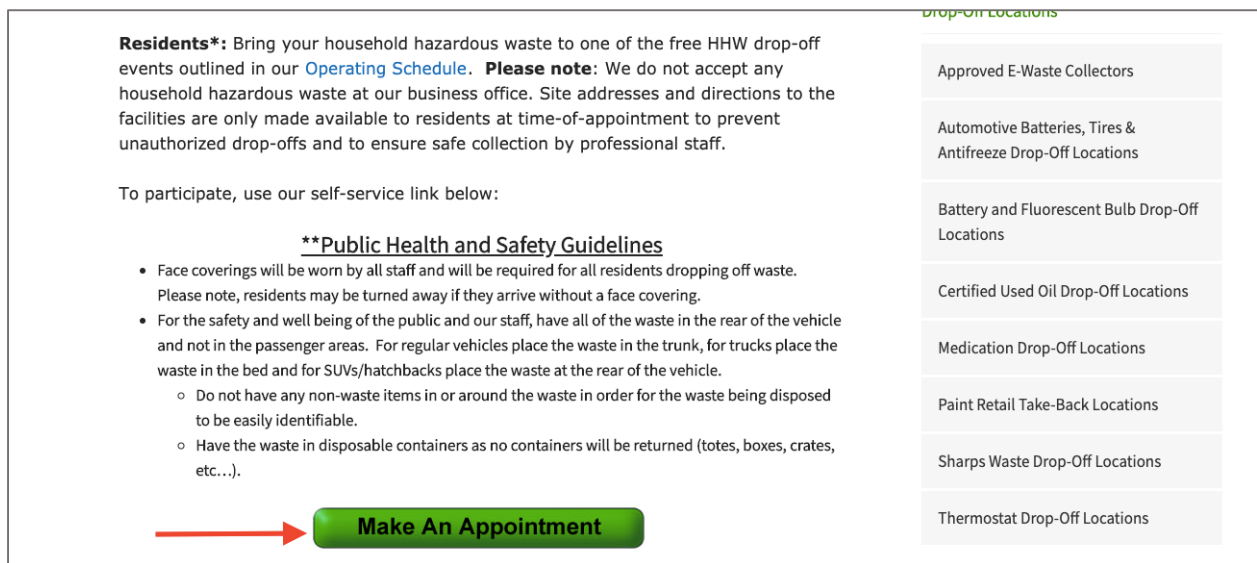 Drop-Off Locations
Residents*: Bring your household hazardous waste to one of the free HHW drop-off
events outlined in our Operating Schedule.  Please note: We do not accept any
household hazardous waste at our business office. Site addresses and directions to the
facilities are only made available to residents at time-of-appointment to prevent
unauthorized drop-offs and to ensure safe collection by professional staff.
To participate, use our self-service link below:
**Public Health and Safety Guidelines
• Face coverings will be worn by all staff and will be required for all residents dropping off waste.
Please note, residents may be turned away if they arrive without a face covering.
• For the safety and well being of the public and our staff, have all of the waste in the rear of the vehicle
and not in the passenger areas.  For regular vehicles place the waste in the trunk, for trucks place the
waste in the bed and for SUVs/hatchbacks place the waste at the rear of the vehicle.
○ Do not have any non-waste items in or around the waste in order for the waste being disposed
to be easily identifiable.
○ Have the waste in disposable containers as no containers will be returned (totes, boxes, crates,
etc…).
Make An Appointment
Approved E-Waste Collectors
Automotive Batteries, Tires &
Antifreeze Drop-Off Locations
Battery and Fluorescent Bulb Drop-Off
Locations
Certified Used Oil Drop-Off Locations
Medication Drop-Off Locations
Paint Retail Take-Back Locations
Sharps Waste Drop-Off Locations
Thermostat Drop-Off Locations